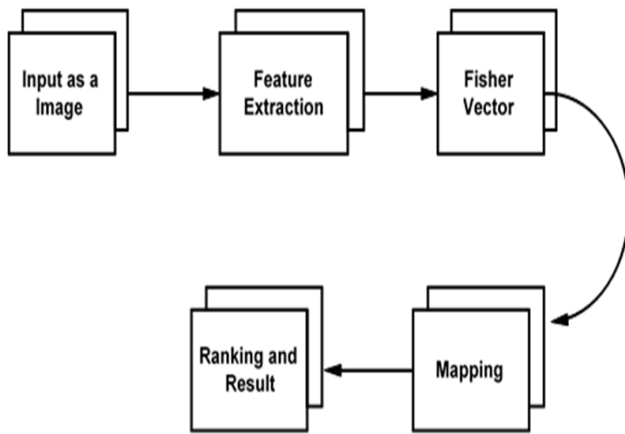 Input as a
Image
Feature
Extraction
Fisher
Vector
Ranking and
Result
Mapping